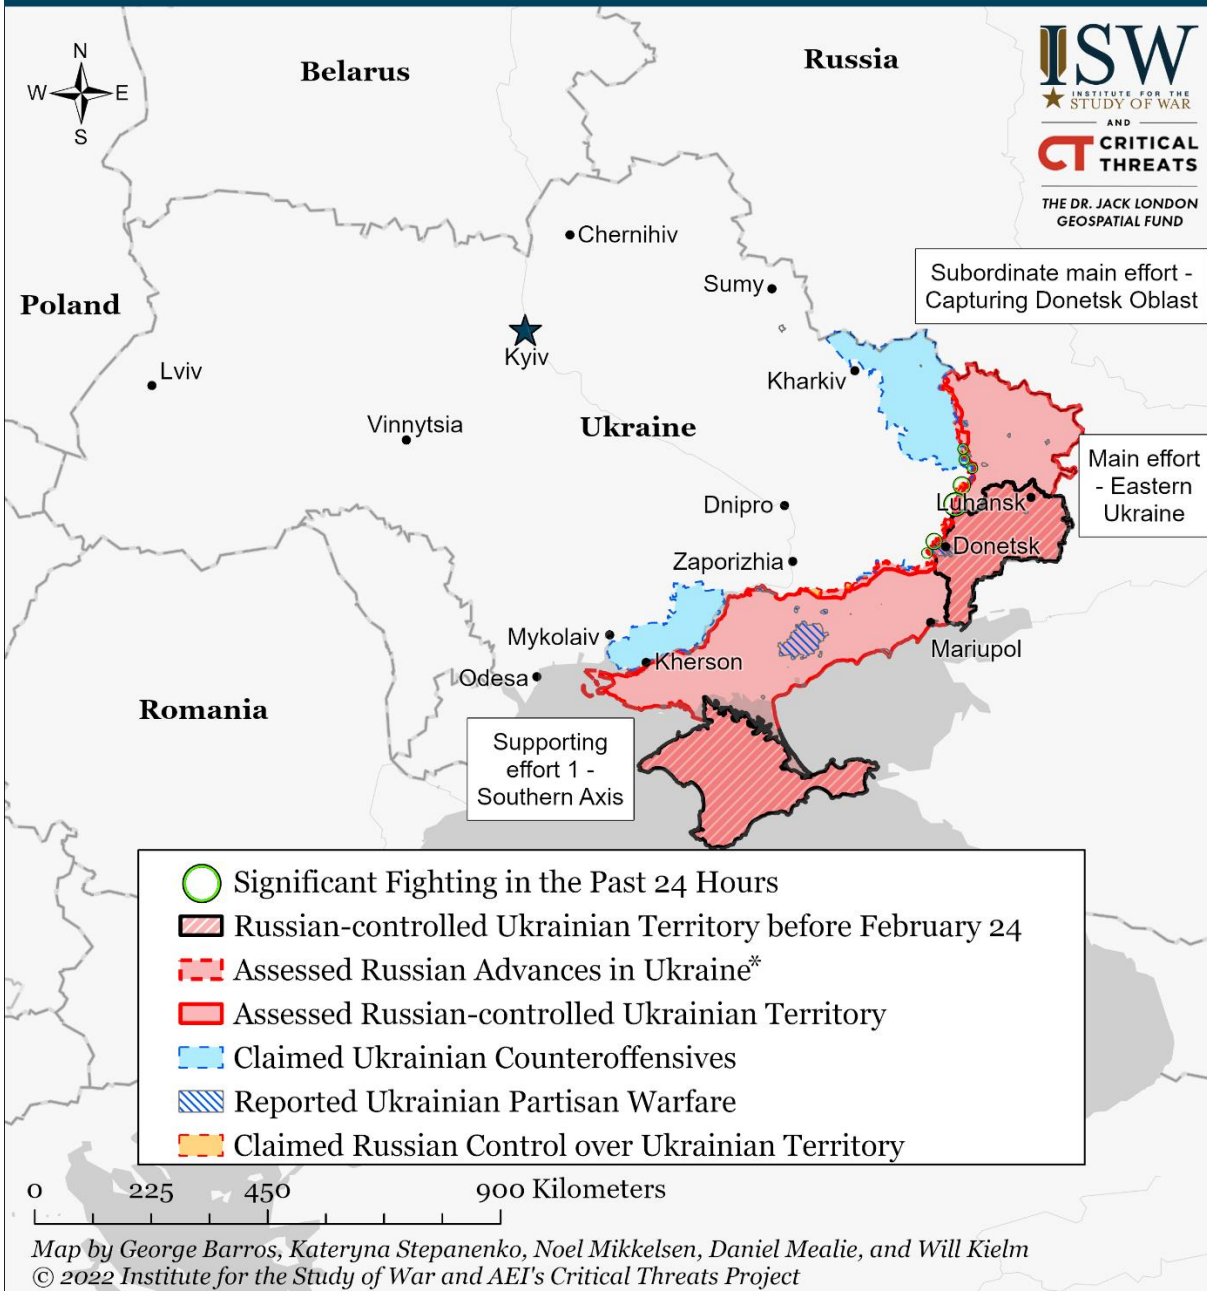 N
W E
S
Belarus
Russia
ISW
INSTITUTE FOR THE
STUDY OF WAR
AND
CT CRITICAL
THREATS
THE DR. JACK LONDON
GEOSPATIAL FUND
Chernihiv
Subordinate main effort -
Capturing Donetsk Oblast
Sumy
Poland
Kyiv
Lviv
Kharkiv
Vinnytsia
Ukraine
Main effort
- Eastern
Ukraine
Luhansk
Dnipro
Donetsk
Zaporizhia
Mykolaiv
Mariupol
Kherson
Odesa
Romania
Supporting
effort 1 -
Southern Axis
Significant Fighting in the Past 24 Hours
Russian-controlled Ukrainian Territory before February 24
Assessed Russian Advances in Ukraine*
Assessed Russian-controlled Ukrainian Territory
Claimed Ukrainian Counteroffensives
Reported Ukrainian Partisan Warfare
Claimed Russian Control over Ukrainian Territory
0 225 450 900 Kilometers
Map by George Barros, Kateryna Stepanenko, Noel Mikkelsen, Daniel Mealie, and Will Kielm
© 2022 Institute for the Study of War and AEI's Critical Threats Project